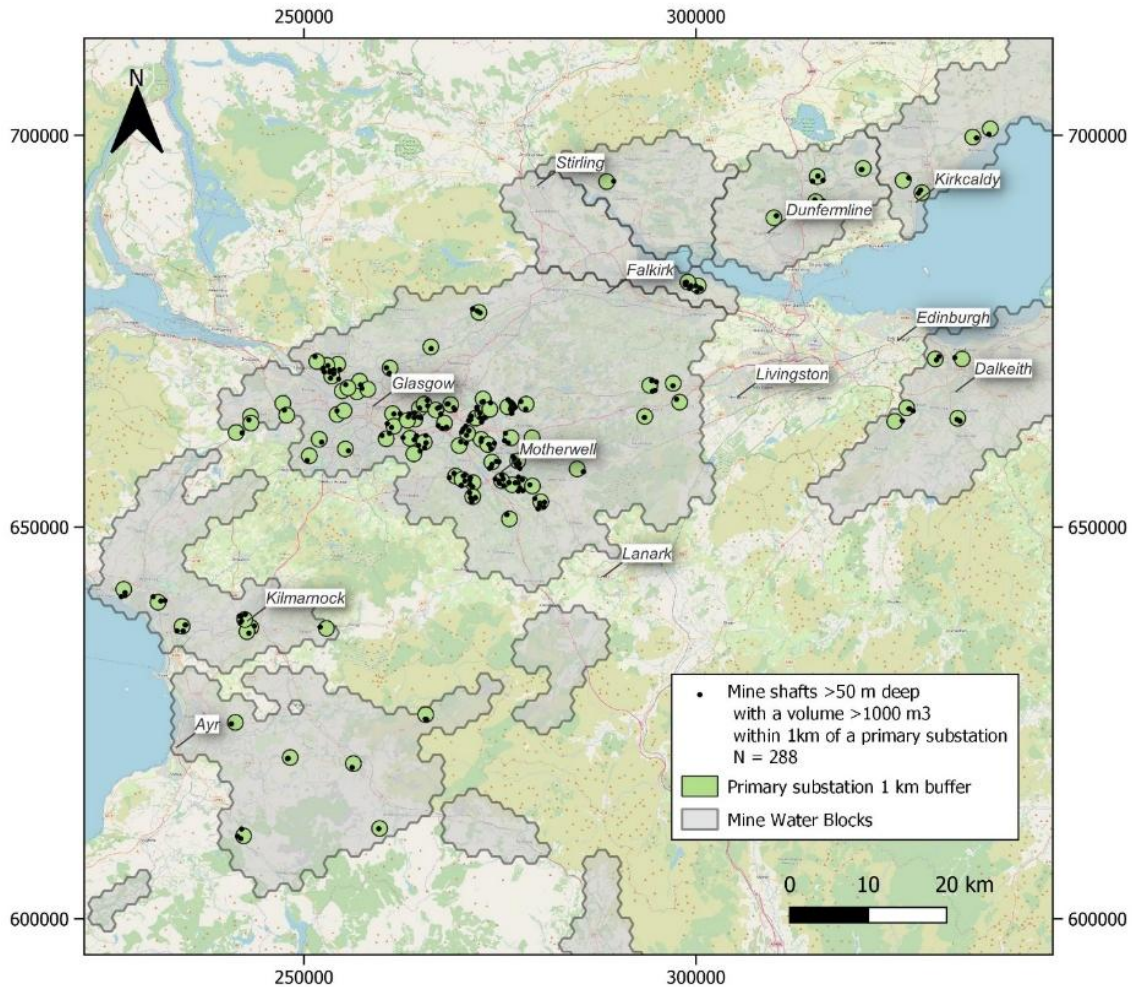 250000
300000
N
700000
700000
Stirling
Kirkcaldy
Dunfermline
Falkirk
Edinburgh
Livingston
Dalkeith
Glasgow
Motherwell
650000
650000
Lanark
Kilmarnock
Ayr
Mine shafts >50 m deep
with a volume >1000 m3
within 1km of a primary substation
N = 288
Primary substation 1 km buffer
Mine Water Blocks
0 10 20 km
600000
600000
250000
300000